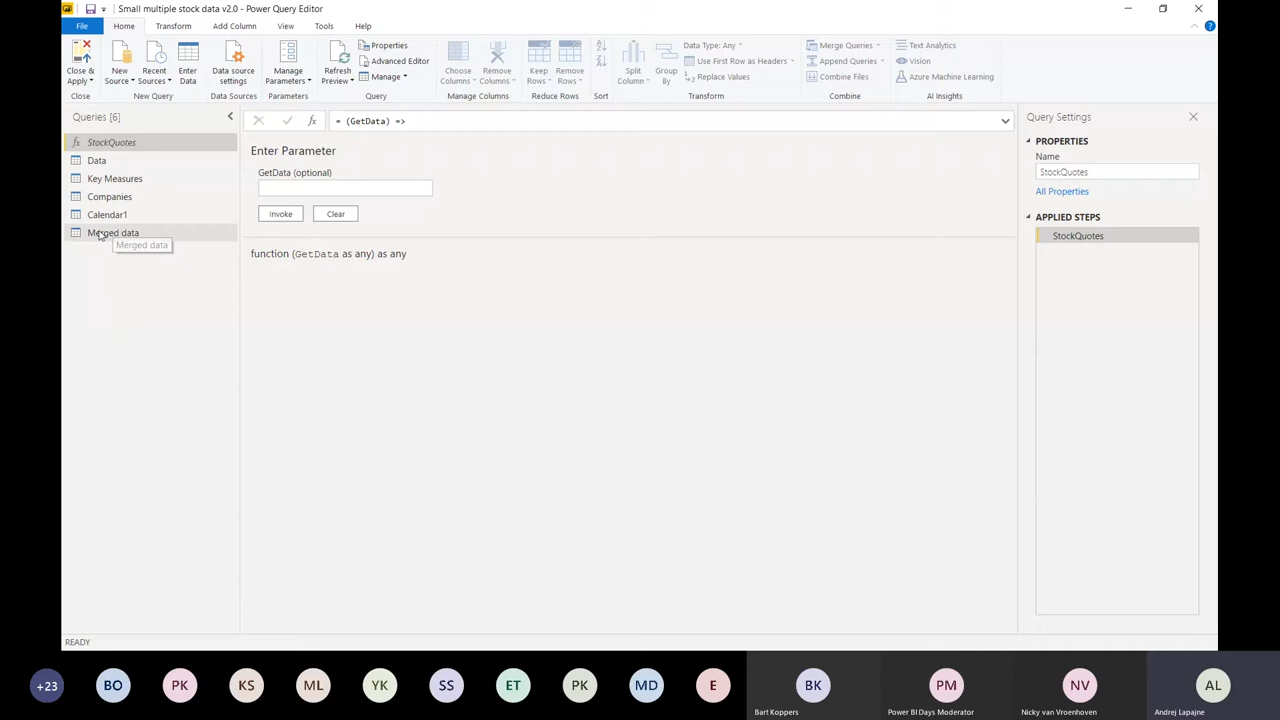 Small multiple stock data v2.0 - Power Query Editor
File Home Transform Add Column View Tools Help
Close & Apply
New Source
Recent Sources
Enter Data
Data source settings
Manage Parameters
Refresh Preview
Properties
Advanced Editor
Manage
Choose Columns
Remove Columns
Keep Rows
Remove Rows
Split Column
Group By
Data Type: Any
Use First Row as Headers
Replace Values
Merge Queries
Append Queries
Combine Files
Text Analytics
Vision
Azure Machine Learning
Close New Query Data Sources Parameters Query Manage Columns Reduce Rows Sort Transform Combine AI Insights
Queries [6]
StockQuotes
Data
Key Measures
Companies
Calendar1
Merged data
Merged data
fx = (GetData) =>
Enter Parameter
GetData (optional)
Invoke Clear
function (GetData as any) as any
Query Settings
PROPERTIES
Name
StockQuotes
All Properties
APPLIED STEPS
StockQuotes
READY
+23 BO PK KS ML YK SS ET PK MD E BK PM NV AL
Bart Koppers Power BI Days Moderator Nicky van Vroenhoven Andrej Lapajne